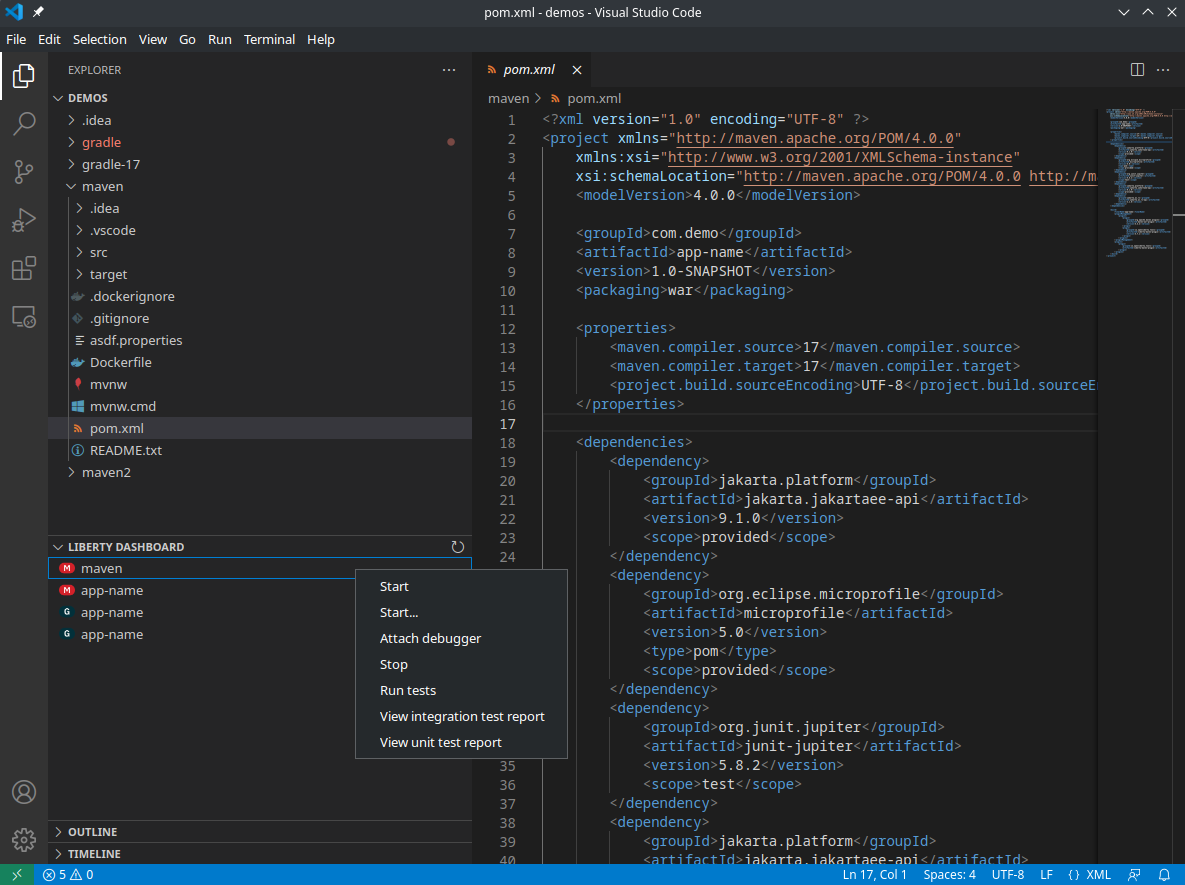 pom.xml - demos - Visual Studio Code
File Edit Selection View Go Run Terminal Help
EXPLORER
DEMOS
.idea
gradle
gradle-17
maven
.idea
.vscode
src
target
.dockerignore
.gitignore
asdf.properties
Dockerfile
mvnw
mvnw.cmd
pom.xml
README.txt
maven2
LIBERTY DASHBOARD
M maven
M app-name
G app-name
G app-name
Start
Start...
Attach debugger
Stop
Run tests
View integration test report
View unit test report
OUTLINE
TIMELINE
pom.xml
maven > pom.xml
1 <?xml version="1.0" encoding="UTF-8" ?>
2 <project xmlns="http://maven.apache.org/POM/4.0.0"
3 xmlns:xsi="http://www.w3.org/2001/XMLSchema-instance"
4 xsi:schemaLocation="http://maven.apache.org/POM/4.0.0 http://m
5 <modelVersion>4.0.0</modelVersion>
6
7 <groupId>com.demo</groupId>
8 <artifactId>app-name</artifactId>
9 <version>1.0-SNAPSHOT</version>
10 <packaging>war</packaging>
11
12 <properties>
13 <maven.compiler.source>17</maven.compiler.source>
14 <maven.compiler.target>17</maven.compiler.target>
15 <project.build.sourceEncoding>UTF-8</project.build.sourceE
16 </properties>
17
18 <dependencies>
19 <dependency>
20 <groupId>jakarta.platform</groupId>
21 <artifactId>jakarta.jakartaee-api</artifactId>
22 <version>9.1.0</version>
23 <scope>provided</scope>
24 </dependency>
<dependency>
<groupId>org.eclipse.microprofile</groupId>
<artifactId>microprofile</artifactId>
<version>5.0</version>
<type>pom</type>
<scope>provided</scope>
</dependency>
<dependency>
<groupId>org.junit.jupiter</groupId>
<artifactId>junit-jupiter</artifactId>
35 <version>5.8.2</version>
36 <scope>test</scope>
37 </dependency>
38 <dependency>
39 <groupId>jakarta.platform</groupId>
40 <artifactId>jakarta.jakartaee-api</artifactId>
5 0
Ln 17, Col 1 Spaces: 4 UTF-8 LF {} XML